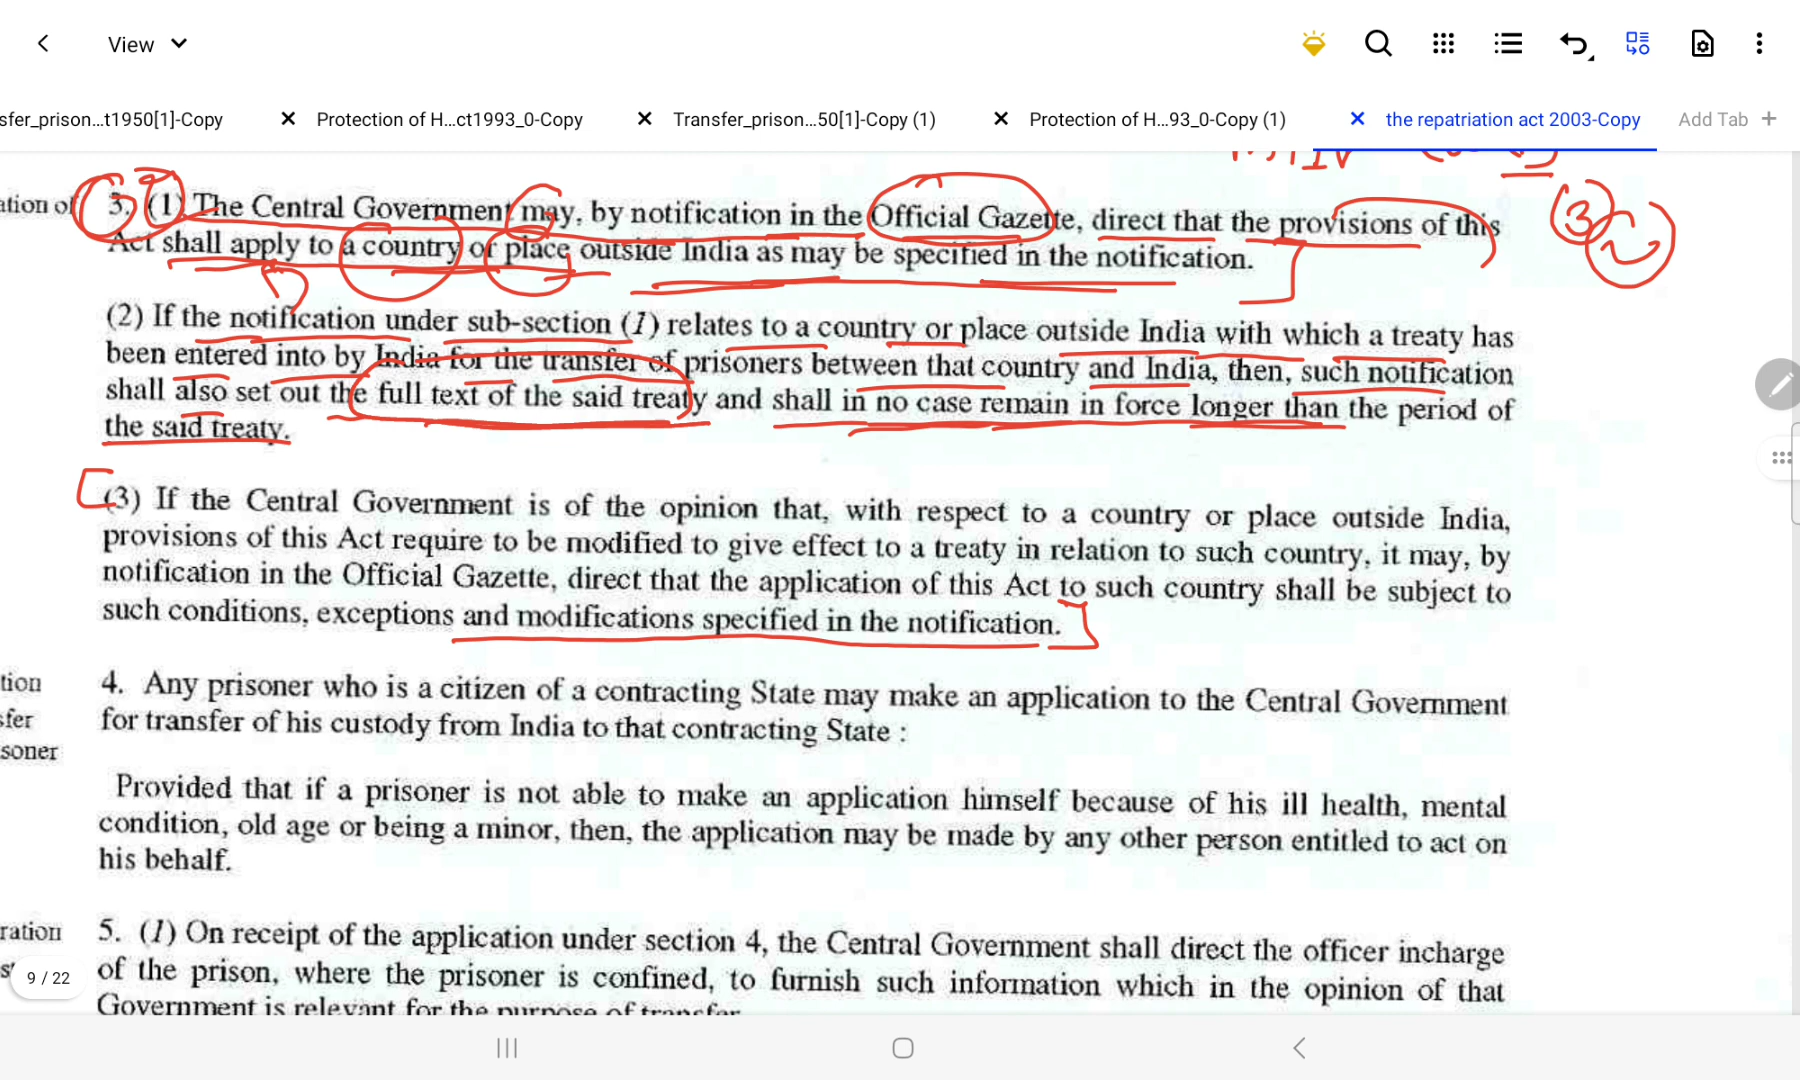 View
sfer_prison...t1950[1]-Copy
Protection of H...ct1993_0-Copy
Transfer_prison...50[1]-Copy (1)
Protection of H...93_0-Copy (1)
the repatriation act 2003-Copy
Add Tab +
ation of
3. (1) The Central Government may, by notification in the Official Gazette, direct that the provisions of this
Act shall apply to a country or place outside India as may be specified in the notification.
(2) If the notification under sub-section (1) relates to a country or place outside India with which a treaty has
been entered into by India for the transfer of prisoners between that country and India, then, such notification
shall also set out the full text of the said treaty and shall in no case remain in force longer than the period of
the said treaty.
(3) If the Central Government is of the opinion that, with respect to a country or place outside India,
provisions of this Act require to be modified to give effect to a treaty in relation to such country, it may, by
notification in the Official Gazette, direct that the application of this Act to such country shall be subject to
such conditions, exceptions and modifications specified in the notification.
tion
sfer
soner
4. Any prisoner who is a citizen of a contracting State may make an application to the Central Government
for transfer of his custody from India to that contracting State :
Provided that if a prisoner is not able to make an application himself because of his ill health, mental
condition, old age or being a minor, then, the application may be made by any other person entitled to act on
his behalf.
ration
5. (1) On receipt of the application under section 4, the Central Government shall direct the officer incharge
of the prison, where the prisoner is confined, to furnish such information which in the opinion of that
Government is relevant for the purpose of transfer.
9 / 22